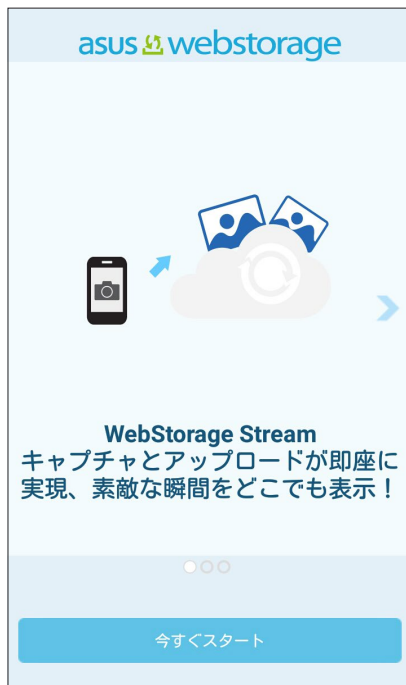 asus webstorage
WebStorage Stream
キャプチャとアップロードが即座に
実現、素敵な瞬間をどこでも表示！
今すぐスタート